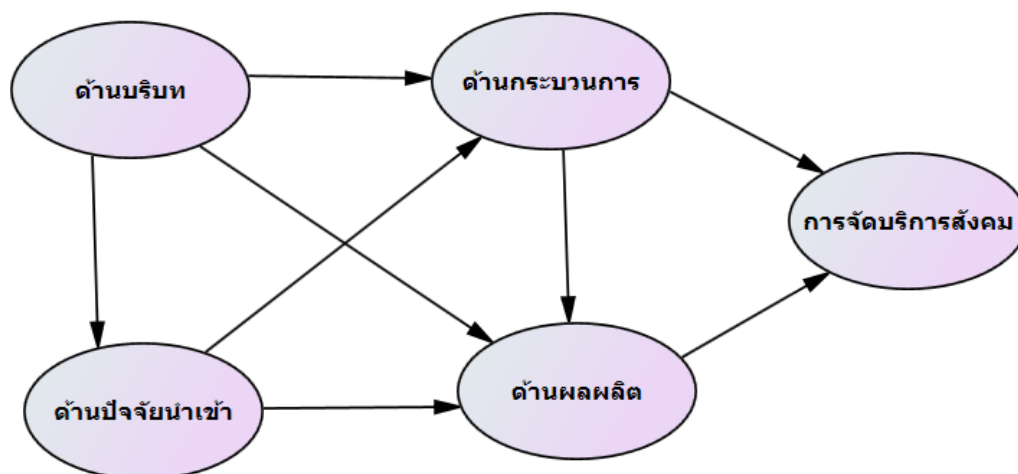 ด้านบริบท
ด้านกระบวนการ
การจัดบริการสังคม
ด้านปัจจัยนำเข้า
ด้านผลผลิต